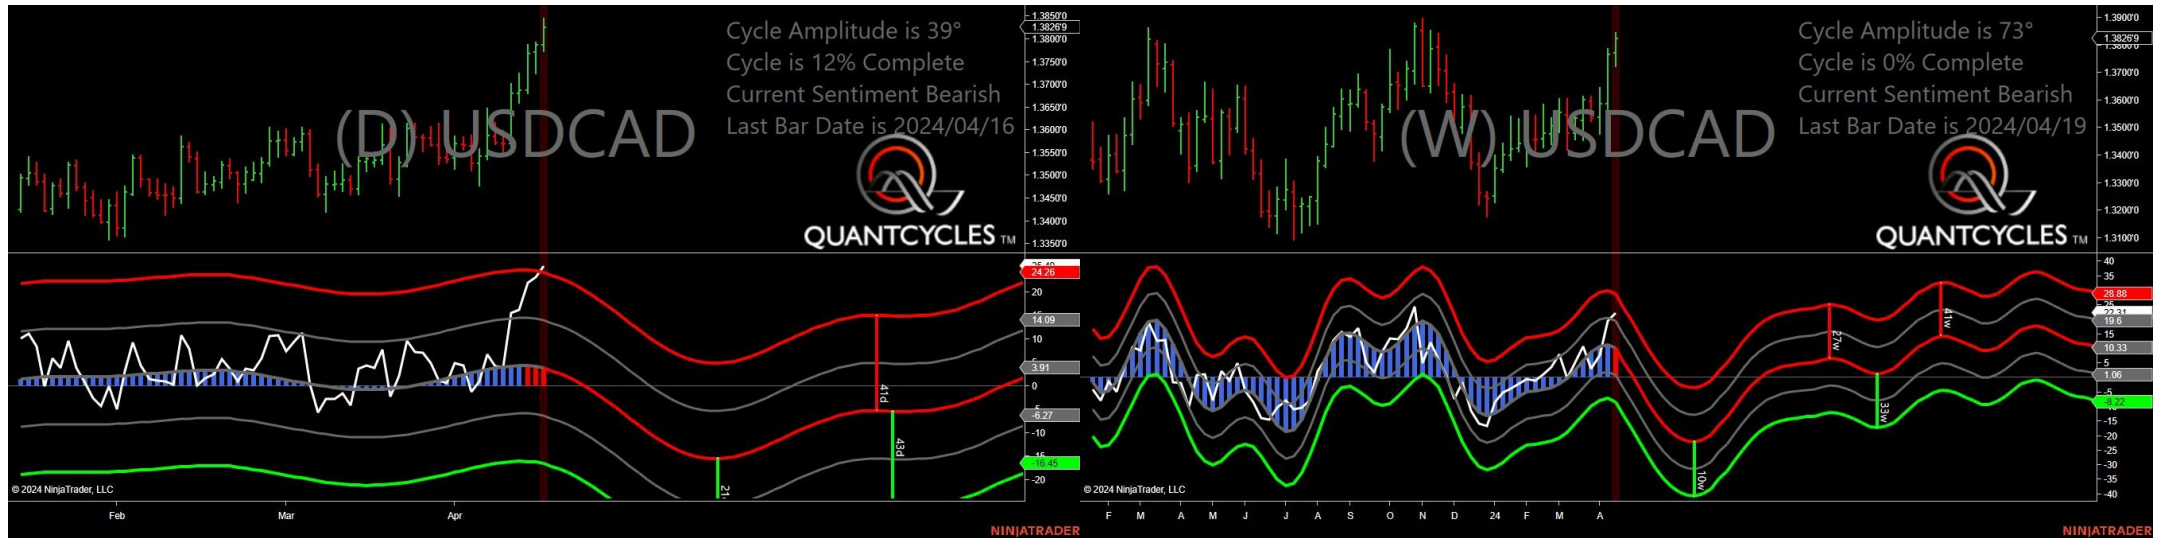 Cycle Amplitude is 39°
Cycle is 12% Complete
Current Sentiment Bearish
Last Bar Date is 2024/04/16
(D) USDCAD
QUANTCYCLES TM
1.3850'0
1.3826'9
1.3800'0
1.3750'0
1.3700'0
1.3650'0
1.3600'0
1.3550'0
1.3500'0
1.3450'0
1.3400'0
1.3350'0
24.26
20
14.09
10
3.91
0
-6.27
-10
-16.45
-20
41d
43d
21
© 2024 NinjaTrader, LLC
Feb Mar Apr
NINJATRADER
Cycle Amplitude is 73°
Cycle is 0% Complete
Current Sentiment Bearish
Last Bar Date is 2024/04/19
(W) USDCAD
QUANTCYCLES TM
1.3900'0
1.3826'9
1.3700'0
1.3600'0
1.3500'0
1.3400'0
1.3300'0
1.3200'0
1.3100'0
40
35
28.88
19.6
10.33
5
1.06
-5
-8.22
-15
-20
-25
-30
-35
-40
27w
41w
33w
10w
© 2024 NinjaTrader, LLC
F M A M J J A S O N D 24 F M A
NINJATRADER